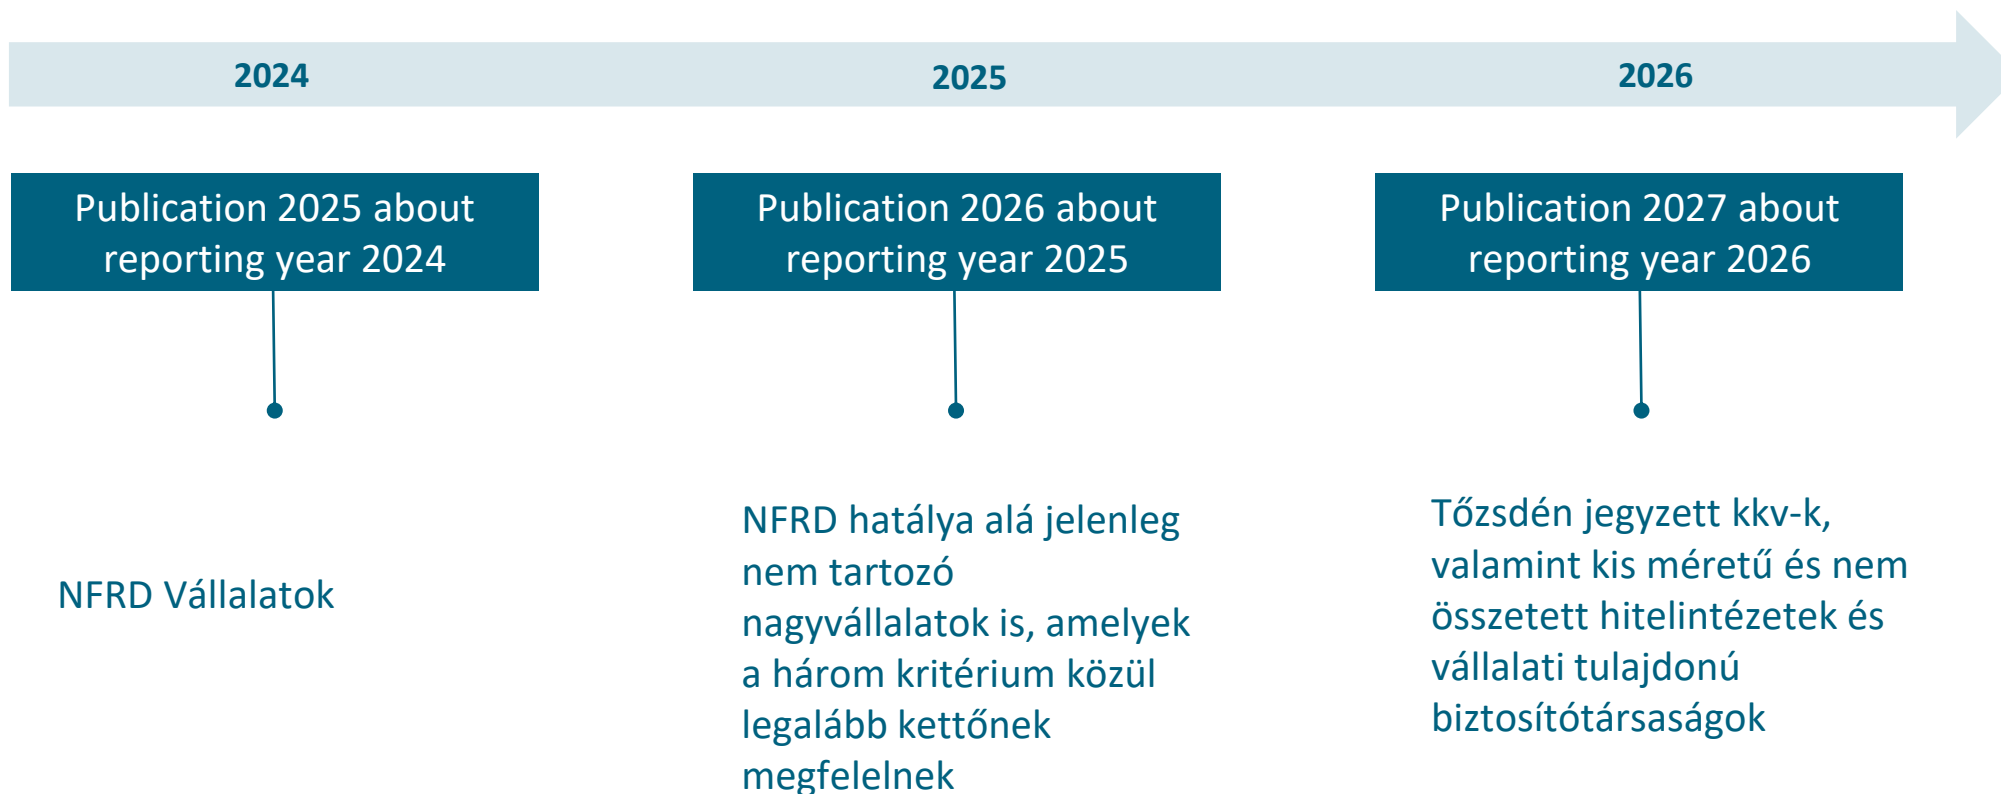 2024
2025
2026
Publication 2025 about
reporting year 2024
Publication 2026 about
reporting year 2025
Publication 2027 about
reporting year 2026
NFRD Vállalatok
NFRD hatálya alá jelenleg
nem tartozó
nagyvállalatok is, amelyek
a három kritérium közül
legalább kettőnek
megfelelnek
Tőzsdén jegyzett kkv-k,
valamint kis méretű és nem
összetett hitelintézetek és
vállalati tulajdonú
biztosítótársaságok